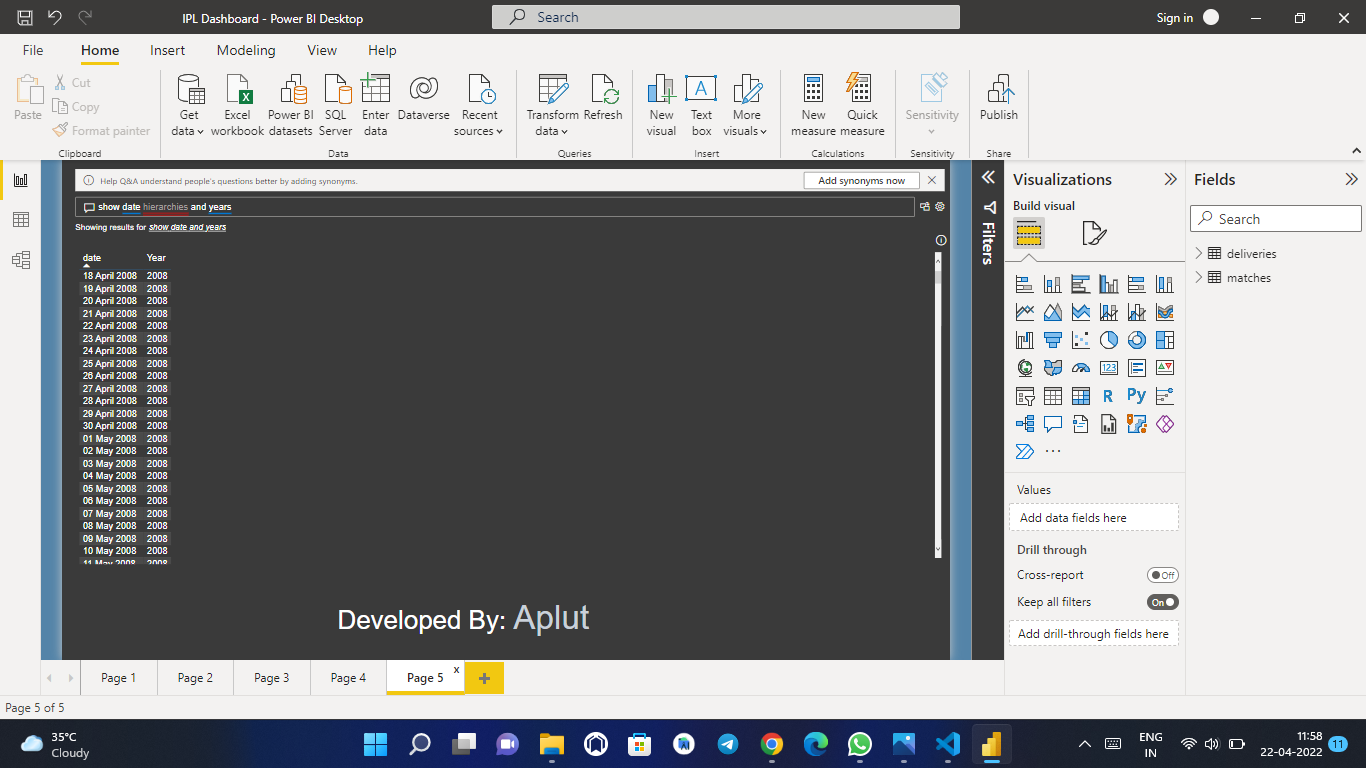 IPL Dashboard - Power BI Desktop
Search
Sign in
File Home Insert Modeling View Help
Paste
Cut
Copy
Format painter
Clipboard
Get data
Excel workbook
Power BI datasets
SQL Server
Enter data
Dataverse
Recent sources
Data
Transform data
Refresh
Queries
New visual
A
Text box
More visuals
Insert
New measure
Quick measure
Calculations
Sensitivity
Sensitivity
Publish
Share
Help Q&A understand people's questions better by adding synonyms.
Add synonyms now
show date hierarchies and years
Showing results for show date and years
date Year
18 April 2008 2008
19 April 2008 2008
20 April 2008 2008
21 April 2008 2008
22 April 2008 2008
23 April 2008 2008
24 April 2008 2008
25 April 2008 2008
26 April 2008 2008
27 April 2008 2008
28 April 2008 2008
29 April 2008 2008
30 April 2008 2008
01 May 2008 2008
02 May 2008 2008
03 May 2008 2008
04 May 2008 2008
05 May 2008 2008
06 May 2008 2008
07 May 2008 2008
08 May 2008 2008
09 May 2008 2008
10 May 2008 2008
11 May 2008 2008
Developed By: Aplut
Filters
Visualizations
Build visual
123
R Py
Values
Add data fields here
Drill through
Cross-report Off
Keep all filters On
Add drill-through fields here
Fields
Search
deliveries
matches
Page 1 Page 2 Page 3 Page 4 Page 5 x +
Page 5 of 5
35°C
Cloudy
ENG
IN
11:58
22-04-2022
11